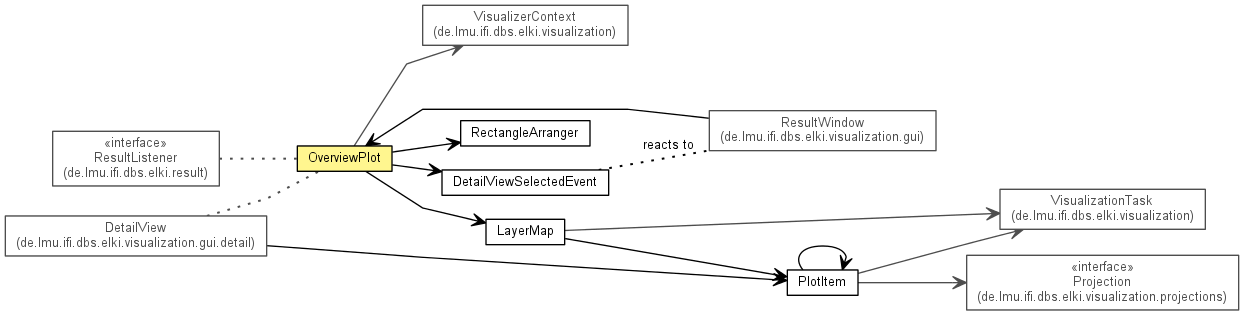 VisualizerContext
(de.lmu.ifi.dbs.elki.visualization)
ResultWindow
(de.lmu.ifi.dbs.elki.visualization.gui)
RectangleArranger
«interface»
ResultListener
(de.lmu.ifi.dbs.elki.result)
OverviewPlot
reacts to
DetailViewSelectedEvent
VisualizationTask
(de.lmu.ifi.dbs.elki.visualization)
DetailView
(de.lmu.ifi.dbs.elki.visualization.gui.detail)
LayerMap
PlotItem
«interface»
Projection
(de.lmu.ifi.dbs.elki.visualization.projections)